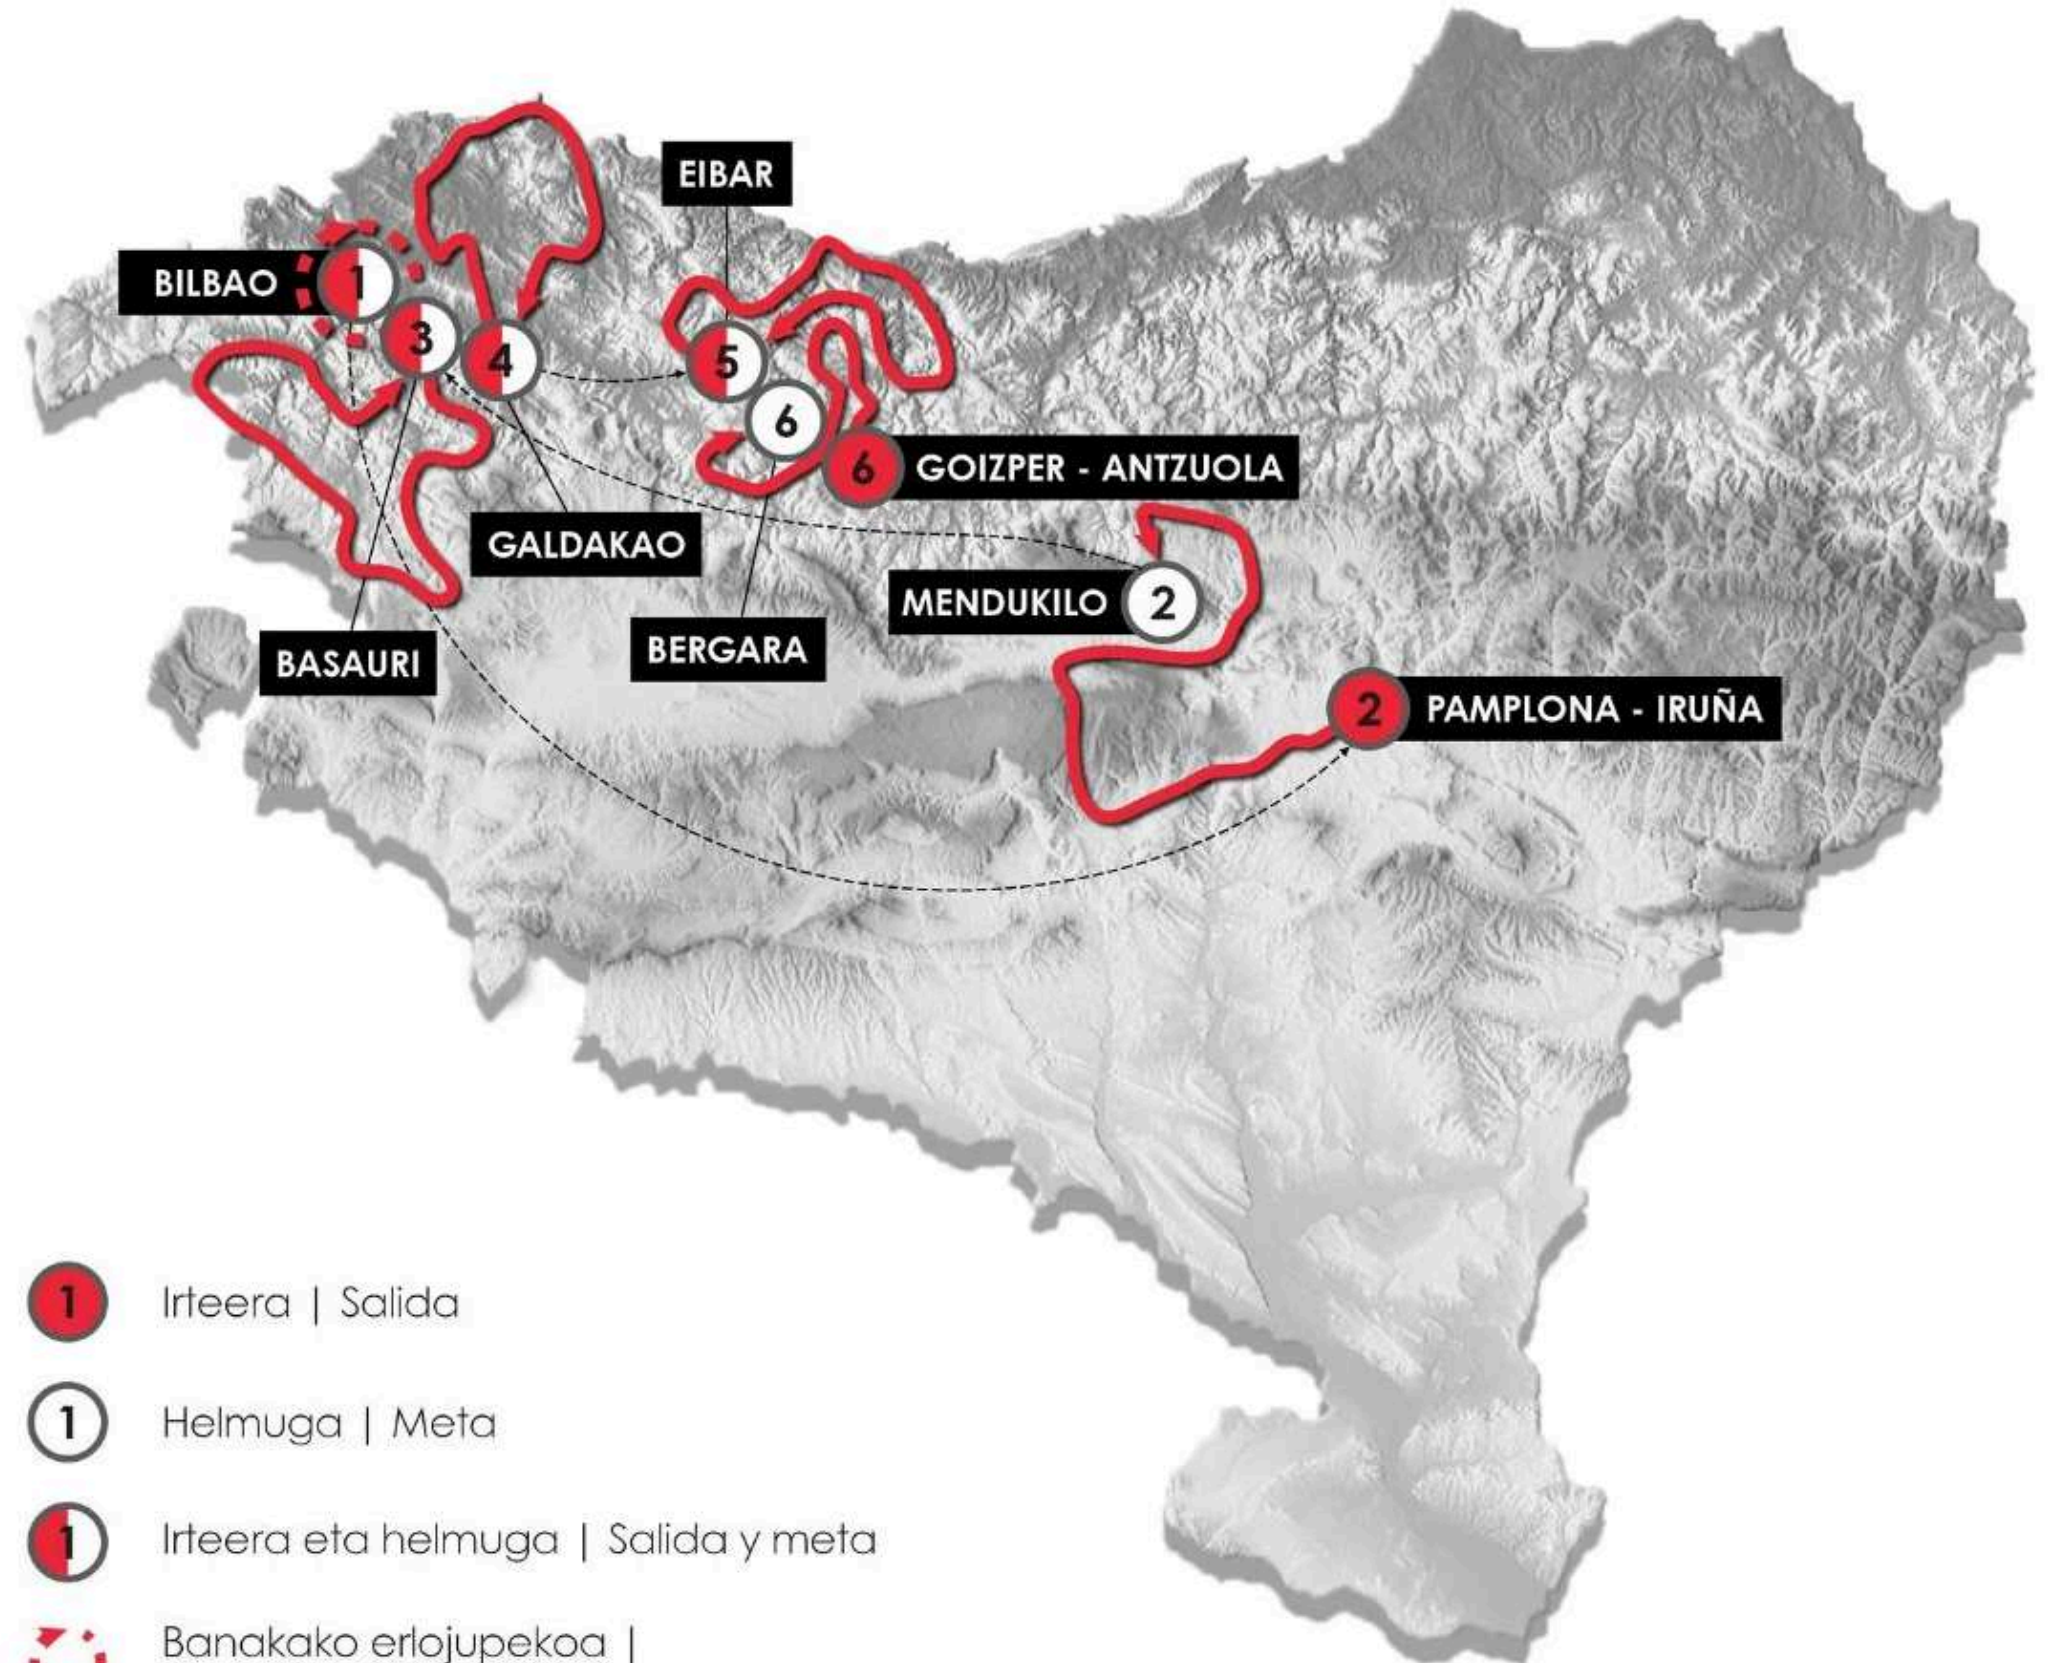 EIBAR
BILBAO
1
3
4
5
6
6
GOIZPER - ANTZUOLA
GALDAKAO
MENDUKILO
2
BERGARA
BASAURI
2
PAMPLONA - IRUÑA
1
Irteera | Salida
1
Helmuga | Meta
1
Irteera eta helmuga | Salida y meta
Banakako erlojupekoa |